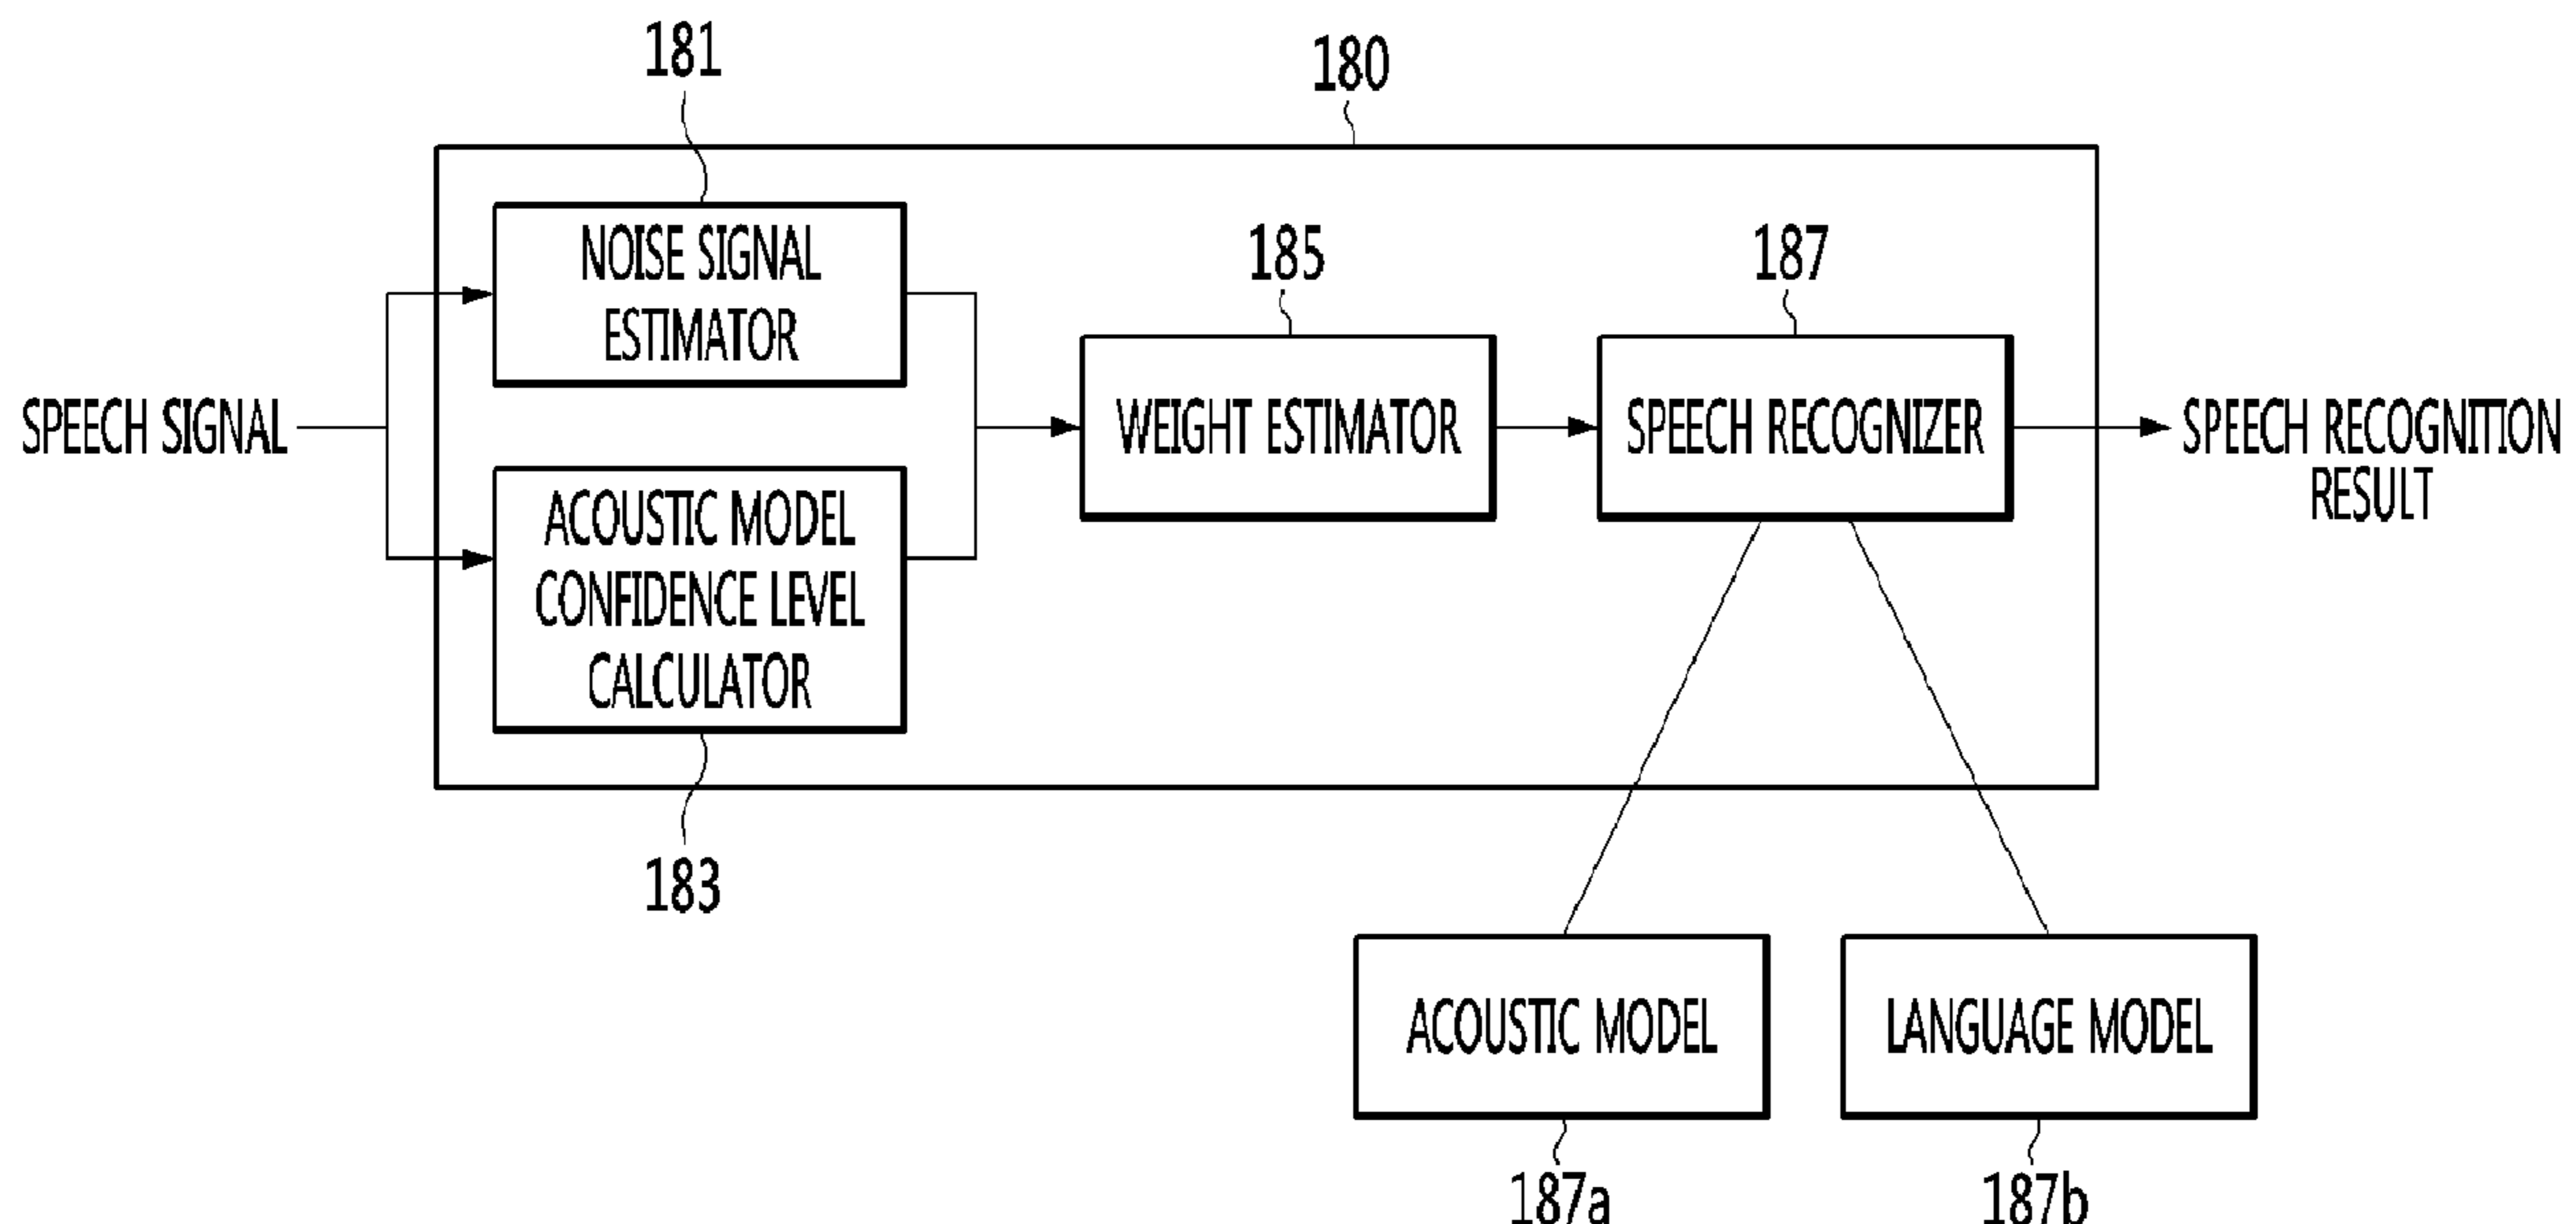 181
180
NOISE SIGNAL
ESTIMATOR
185
187
SPEECH SIGNAL
WEIGHT ESTIMATOR
SPEECH RECOGNIZER
SPEECH RECOGNITION
RESULT
ACOUSTIC MODEL
CONFIDENCE LEVEL
CALCULATOR
183
ACOUSTIC MODEL
LANGUAGE MODEL
187a
187b